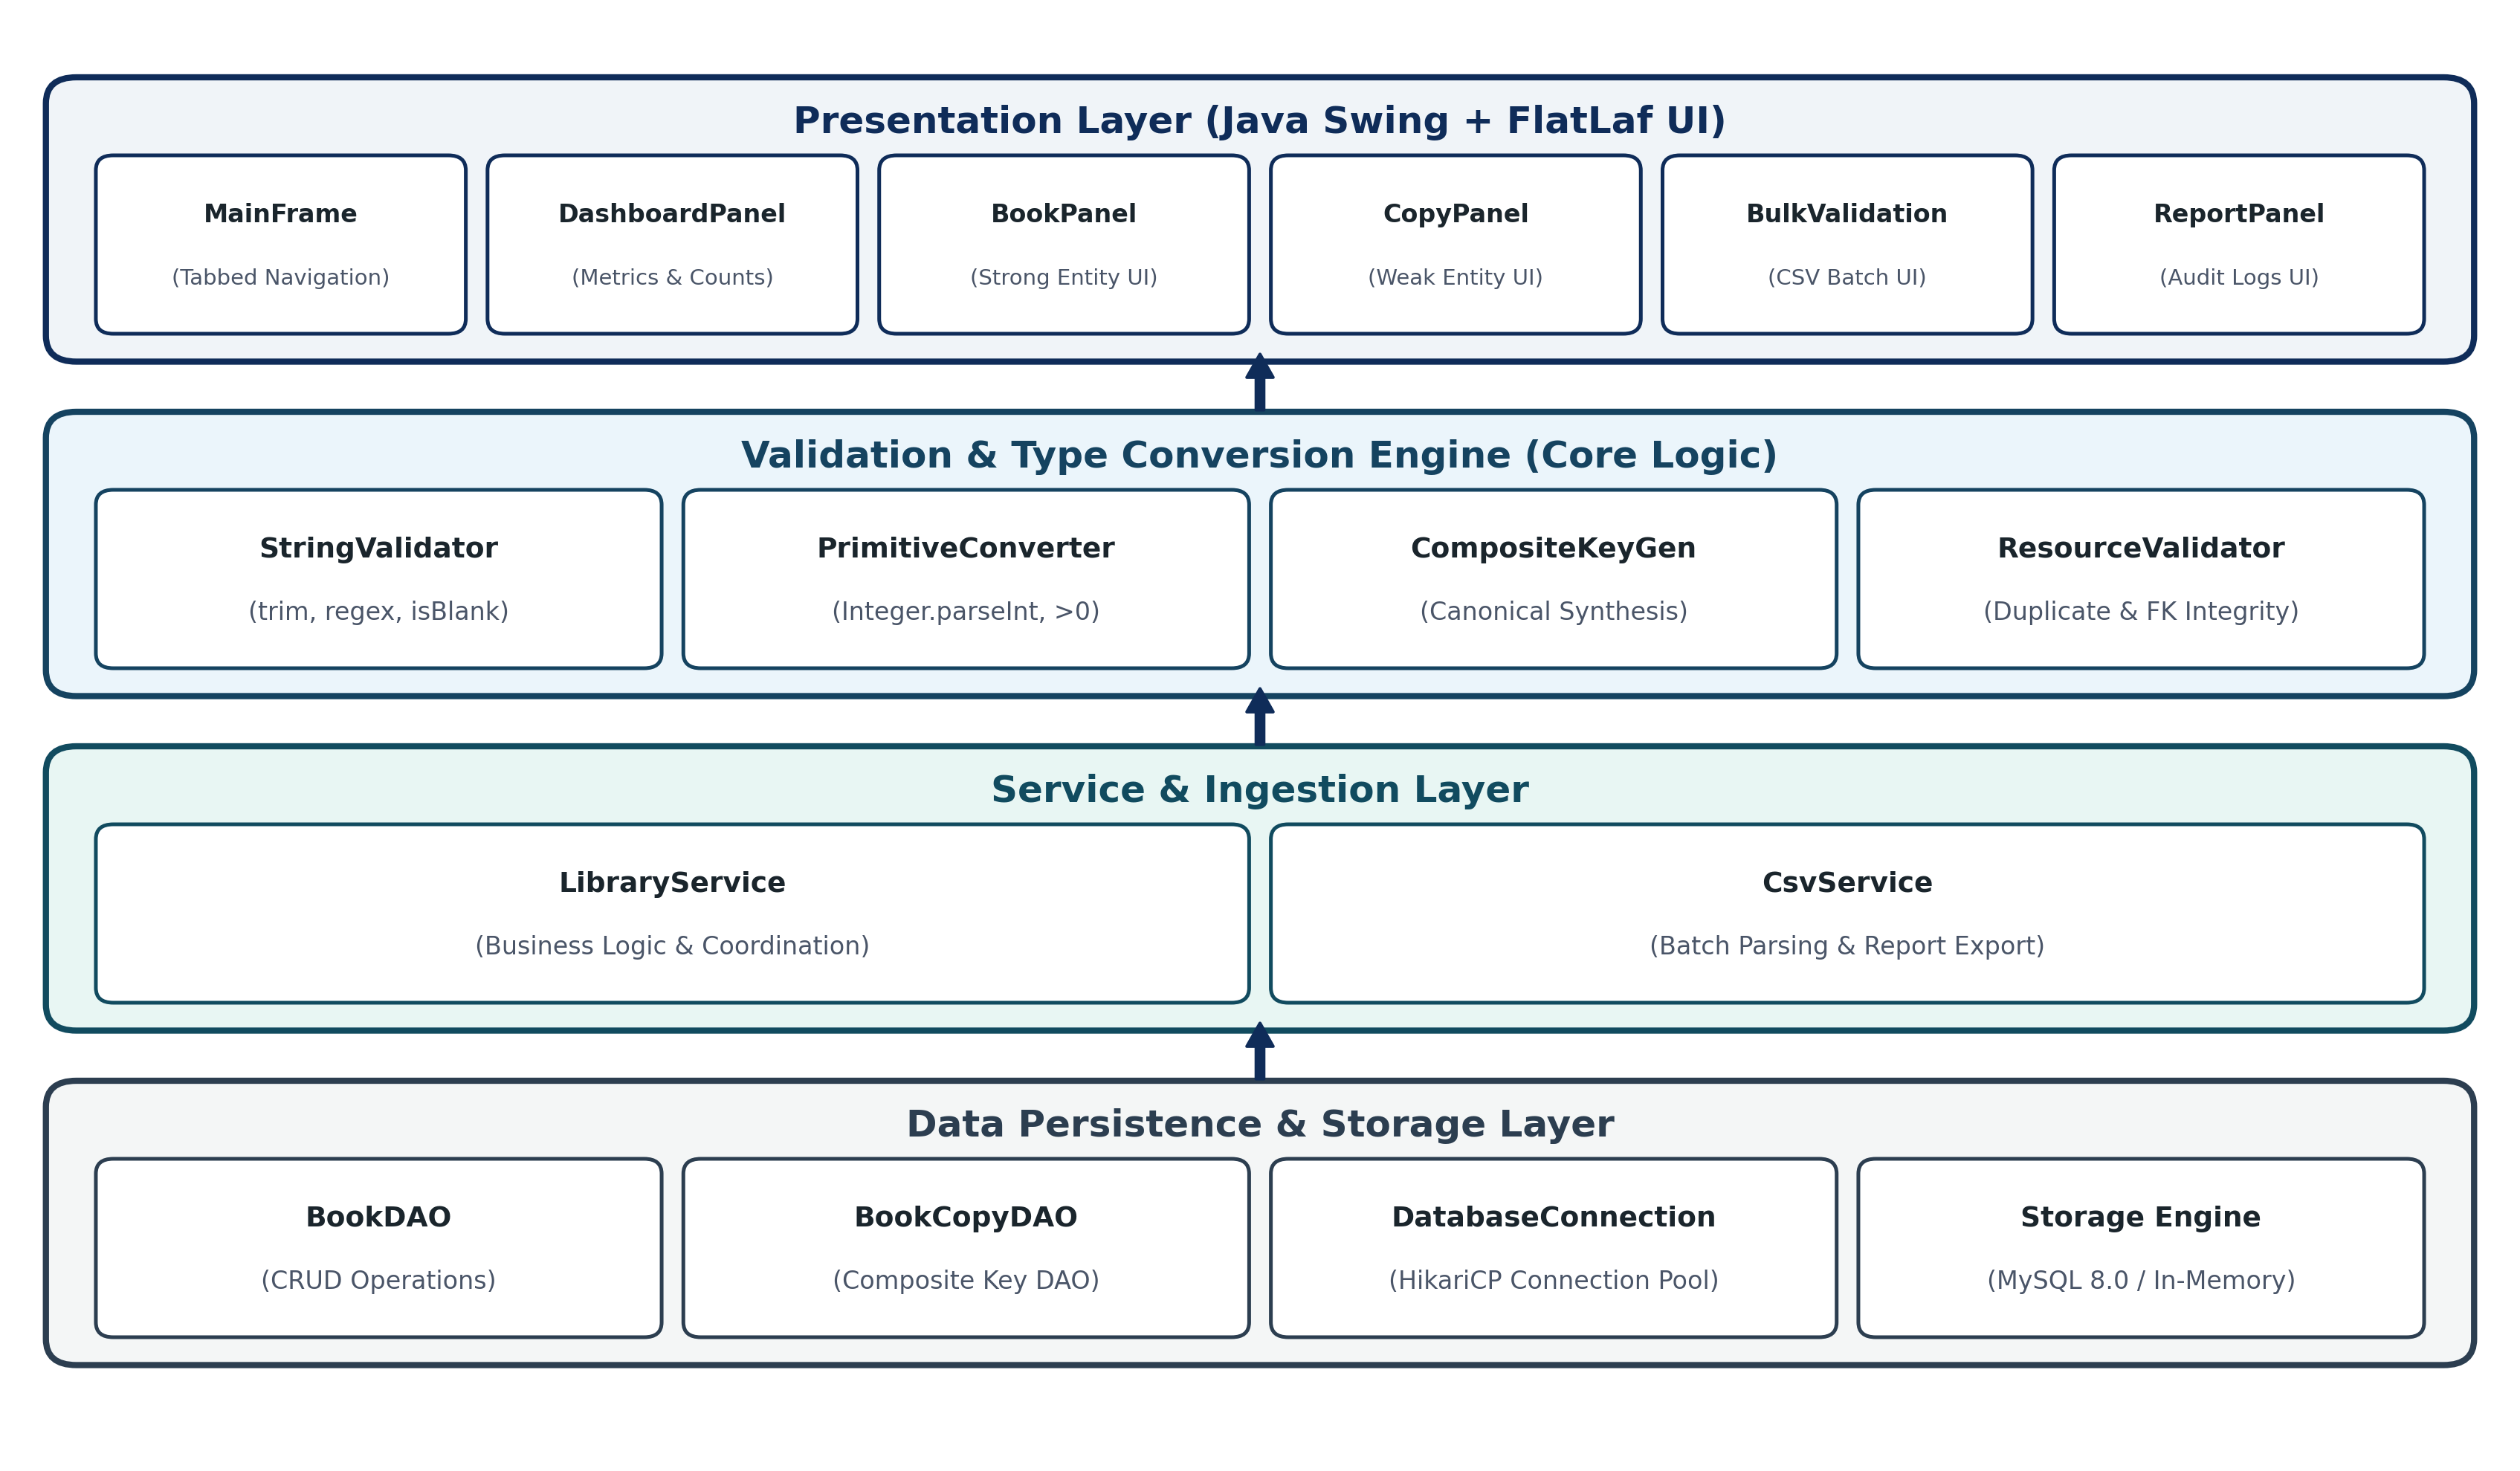 Presentation Layer (Java Swing + FlatLaf UI)
MainFrame
(Tabbed Navigation)
DashboardPanel
(Metrics & Counts)
BookPanel
(Strong Entity UI)
CopyPanel
(Weak Entity UI)
BulkValidation
(CSV Batch UI)
ReportPanel
(Audit Logs UI)
Validation & Type Conversion Engine (Core Logic)
StringValidator
(trim, regex, isBlank)
PrimitiveConverter
(Integer.parseInt, >0)
CompositeKeyGen
(Canonical Synthesis)
ResourceValidator
(Duplicate & FK Integrity)
Service & Ingestion Layer
LibraryService
(Business Logic & Coordination)
CsvService
(Batch Parsing & Report Export)
Data Persistence & Storage Layer
BookDAO
(CRUD Operations)
BookCopyDAO
(Composite Key DAO)
DatabaseConnection
(HikariCP Connection Pool)
Storage Engine
(MySQL 8.0 / In-Memory)